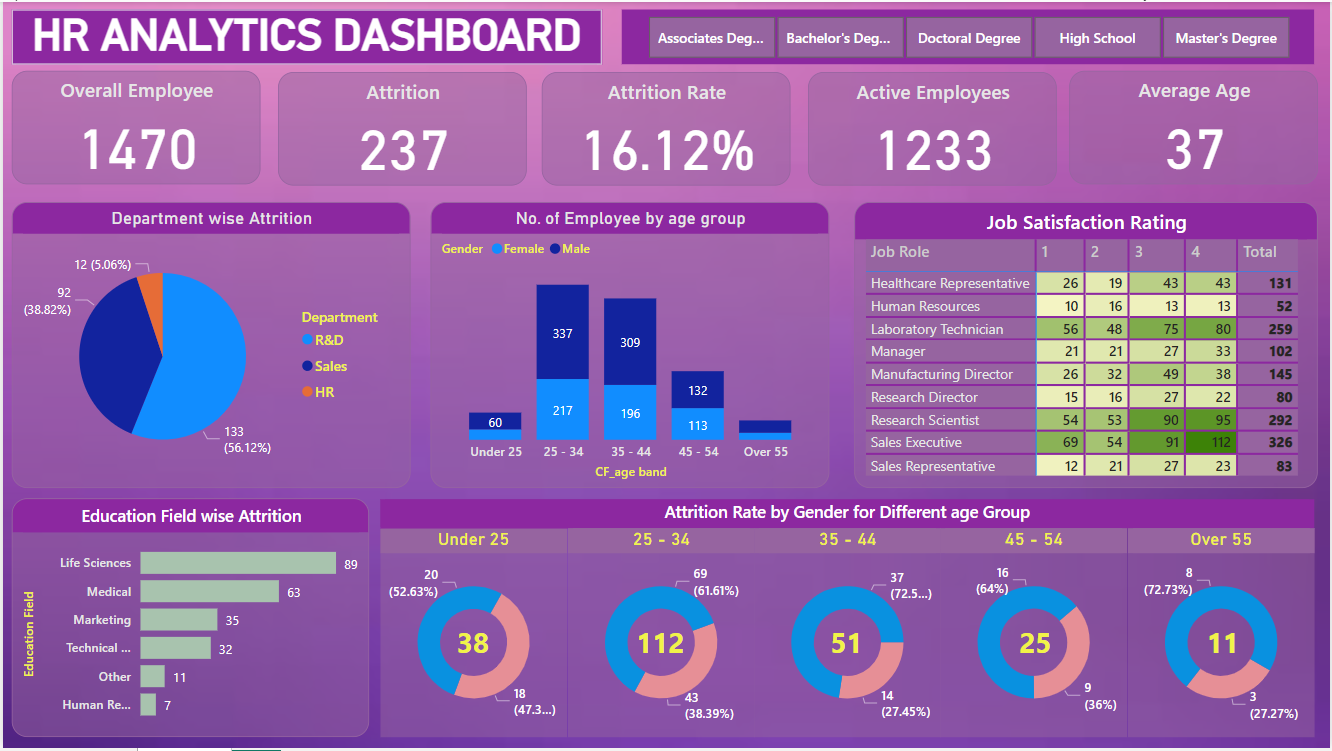 HR ANALYTICS DASHBOARD
Associates Deg...
Bachelor's Deg...
Doctoral Degree
High School
Master's Degree
Overall Employee
1470
Attrition
237
Attrition Rate
16.12%
Active Employees
1233
Average Age
37
Department wise Attrition
12 (5.06%)
92
(38.82%)
133
(56.12%)
Department
R&D
Sales
HR
No. of Employee by age group
Gender Female Male
337
309
60
217
196
132
113
Under 25 25 - 34 35 - 44 45 - 54 Over 55
CF_age band
Job Satisfaction Rating
Job Role 1 2 3 4 Total
Healthcare Representative 26 19 43 43 131
Human Resources 10 16 13 13 52
Laboratory Technician 56 48 75 80 259
Manager 21 21 27 33 102
Manufacturing Director 26 32 49 38 145
Research Director 15 16 27 22 80
Research Scientist 54 53 90 95 292
Sales Executive 69 54 91 112 326
Sales Representative 12 21 27 23 83
Education Field wise Attrition
Education Field
Life Sciences 89
Medical 63
Marketing 35
Technical ... 32
Other 11
Human Re... 7
Attrition Rate by Gender for Different age Group
Under 25
20
(52.63%)
38
18
(47.3...)
25 - 34
69
(61.61%)
112
43
(38.39%)
35 - 44
37
(72.5...)
51
14
(27.45%)
45 - 54
16
(64%)
25
9
(36%)
Over 55
8
(72.73%)
11
3
(27.27%)